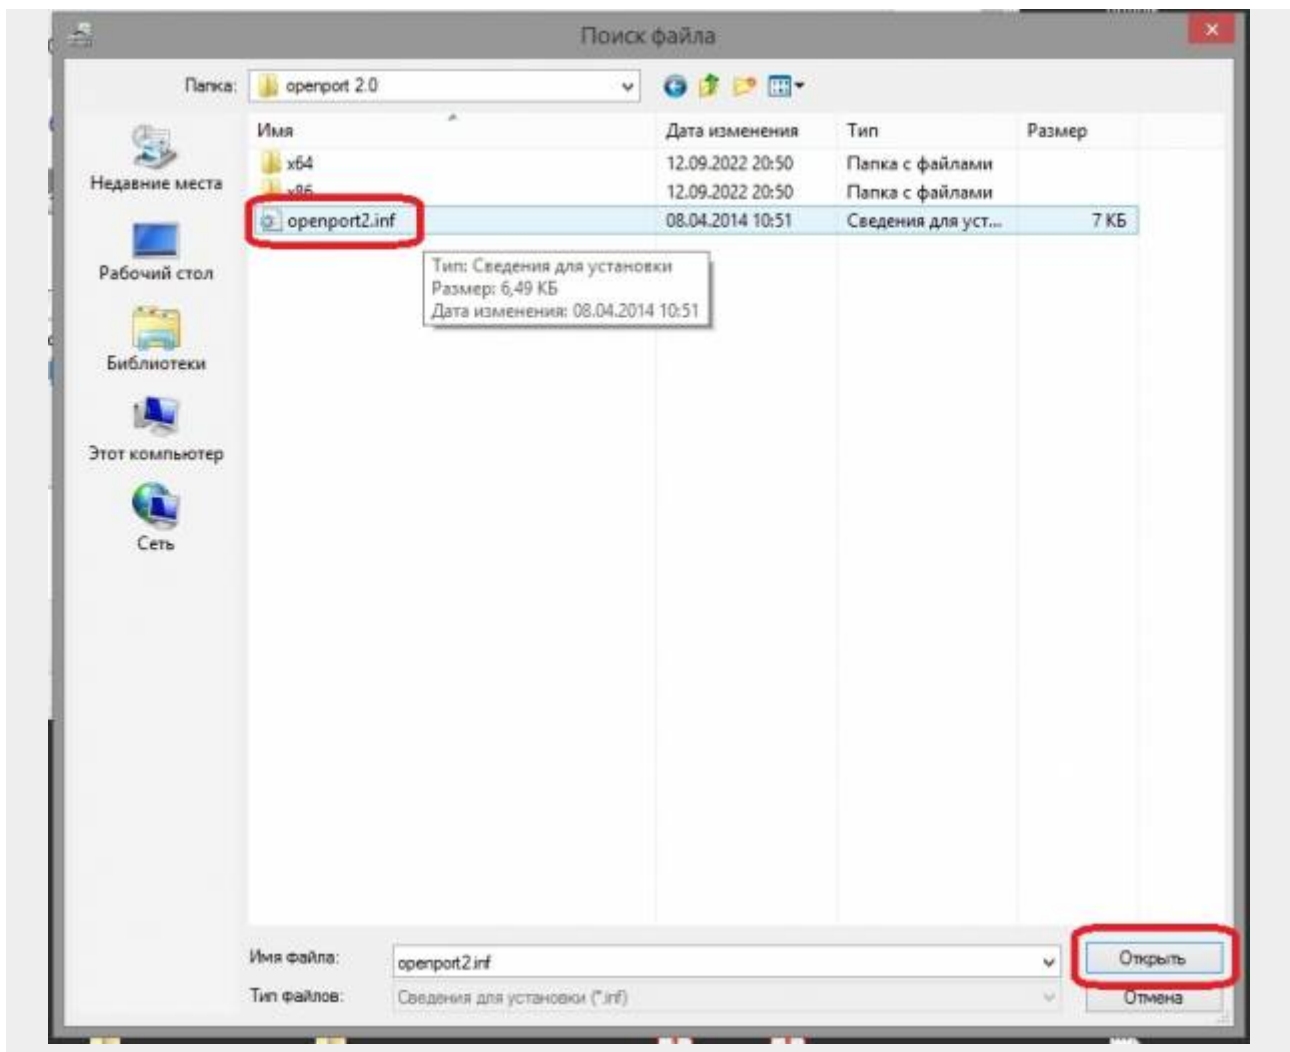 Поиск файла
Папка: openport 2.0
Имя Дата изменения Тип Размер
x64 12.09.2022 20:50 Папка с файлами
x86 12.09.2022 20:50 Папка с файлами
openport2.inf 08.04.2014 10:51 Сведения для уст... 7 КБ
Тип: Сведения для установки
Размер: 6,49 КБ
Дата изменения: 08.04.2014 10:51
Недавние места
Рабочий стол
Библиотеки
Этот компьютер
Сеть
Имя файла: openport2.inf Открыть
Тип файлов: Сведения для установки (*.inf) Отмена